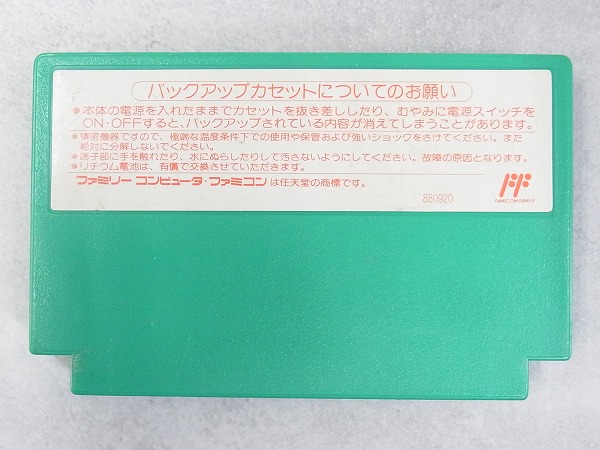 バックアップカセットについてのお願い
●本体の電源を入れたままでカセットを抜き差ししたり、むやみに電源スイッチを
ON・OFFすると、バックアップされている内容が消えてしまうことがあります。
●精密機器ですので、極端な温度条件下での使用や保管および強いショックをさけてください。また
絶対に分解しないでください。
●端子部に手を触れたり、水にぬらしたりして汚さないようにしてください。故障の原因となります。
●リチウム電池は、有償で交換させていただきます。
ファミリー コンピュータ・ファミコンは任天堂の商標です。
880920
FF
FAMICOM FAMILY